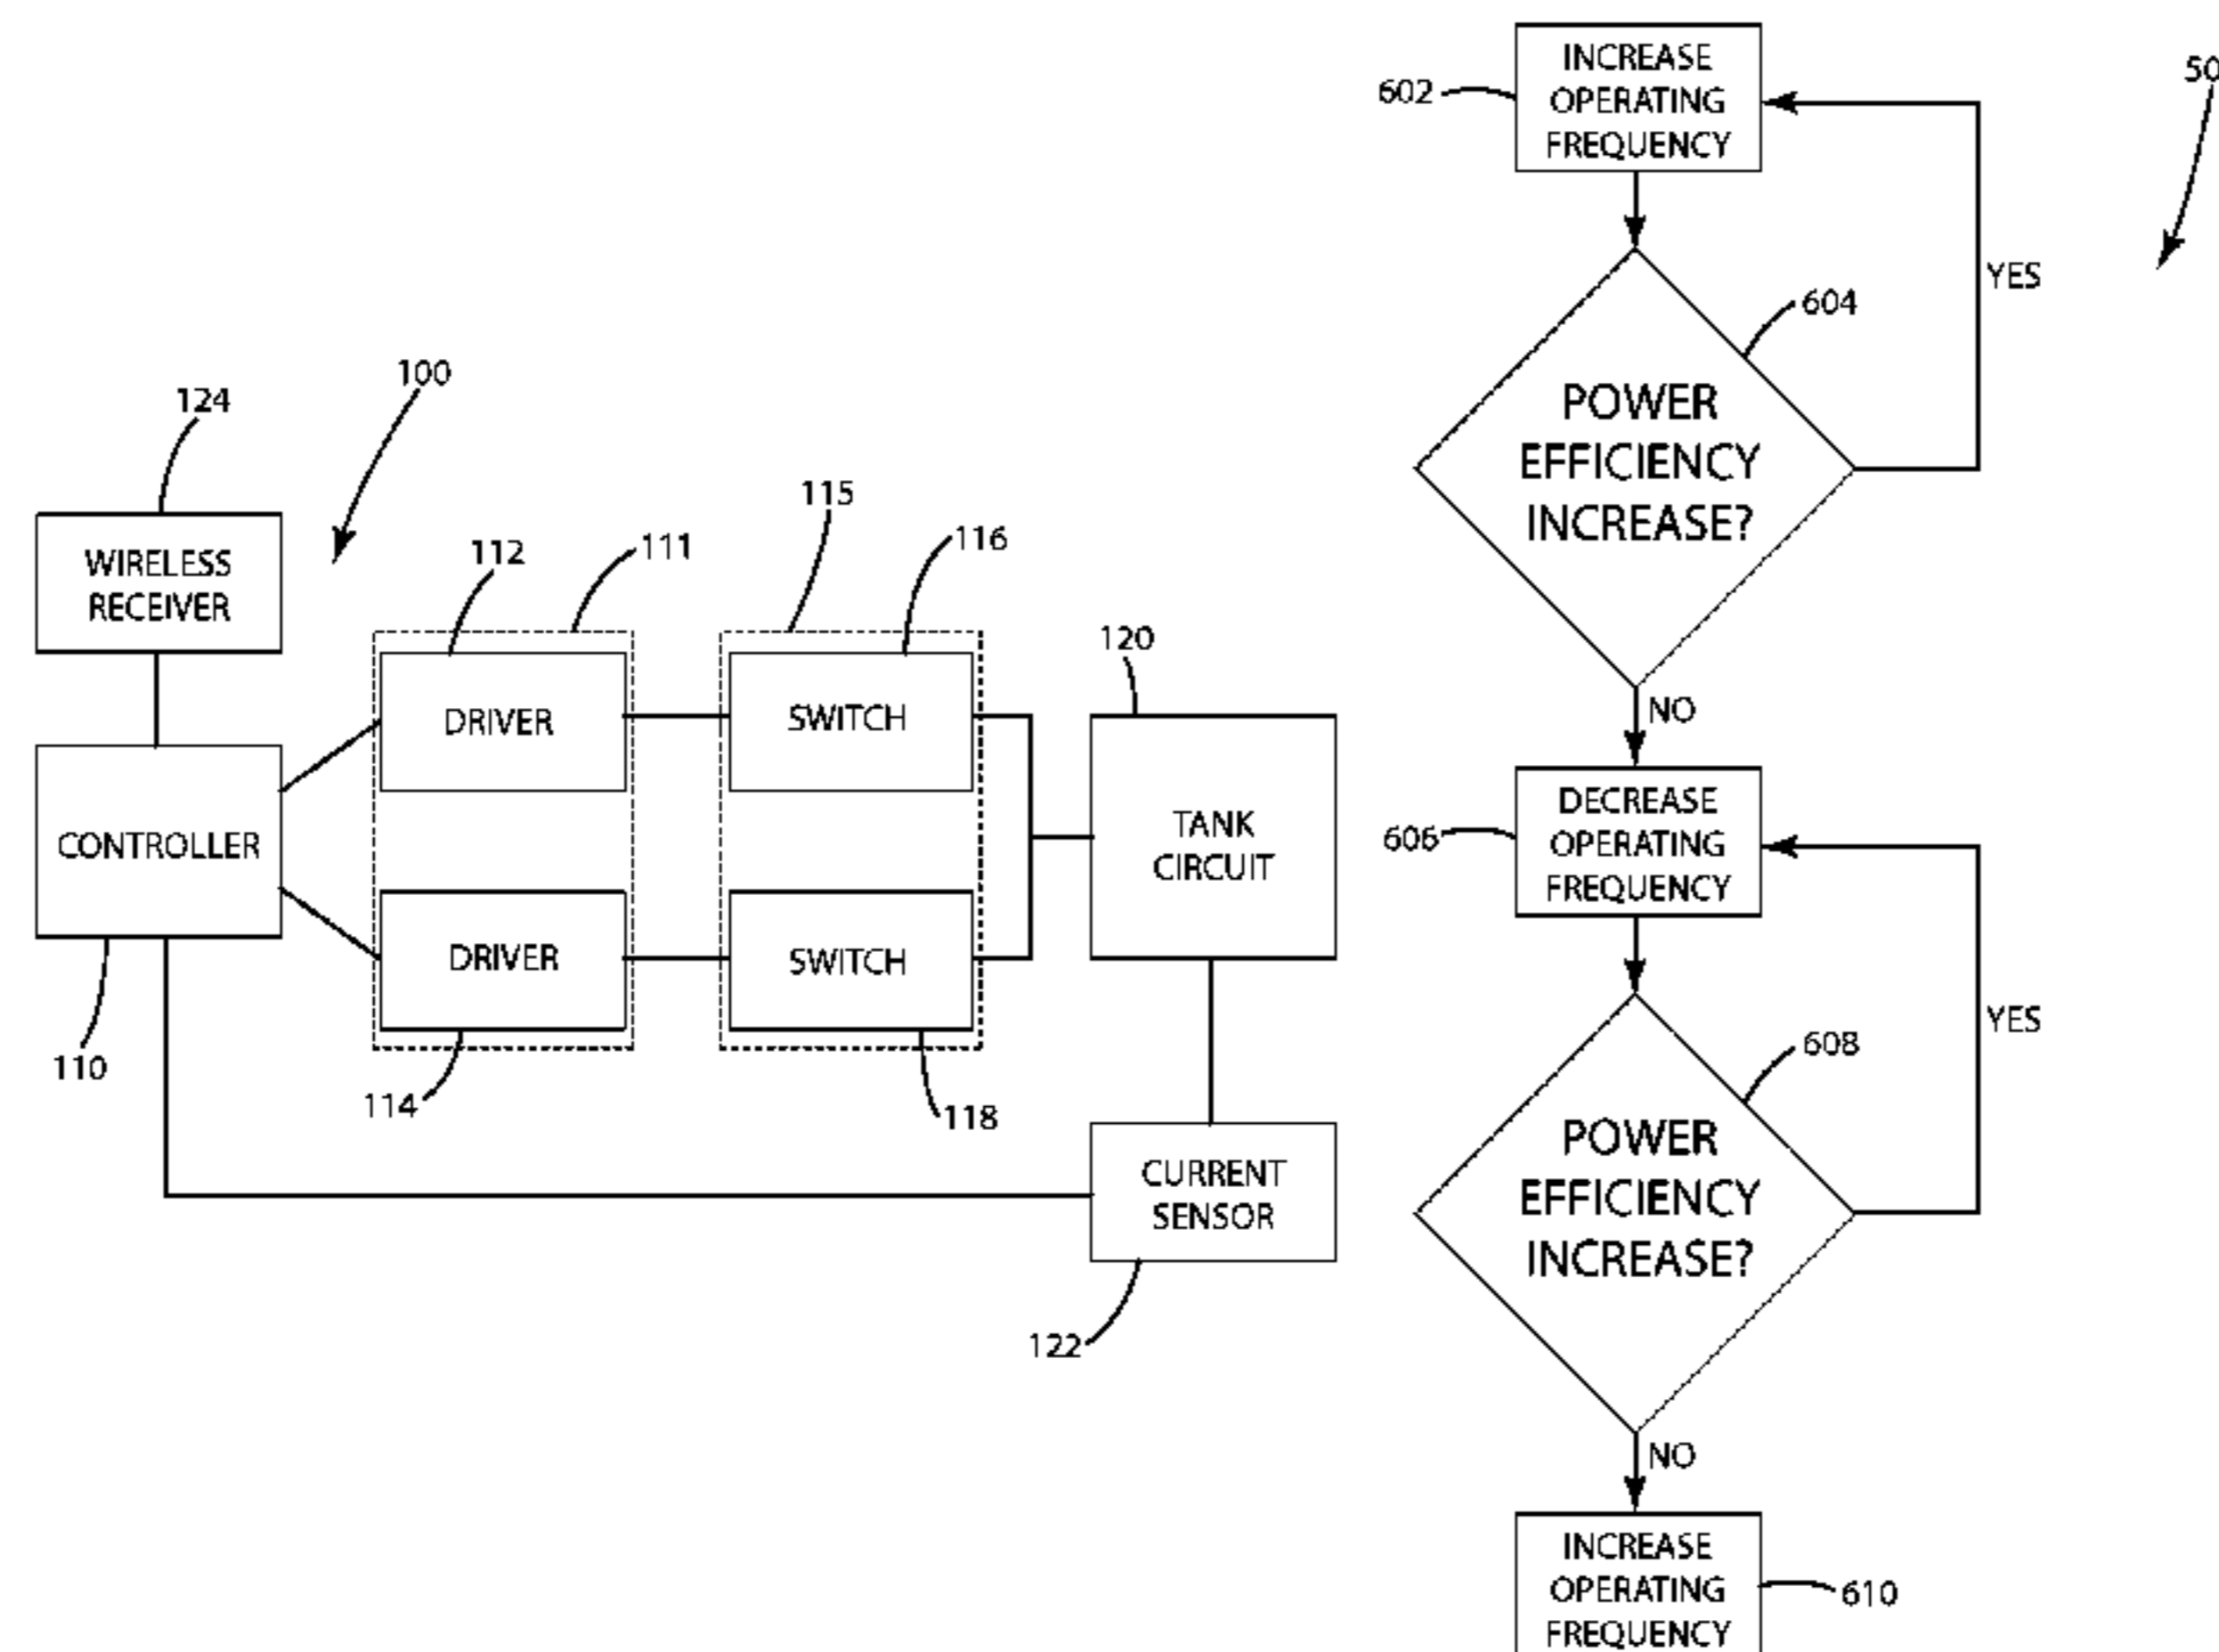 100
124
WIRELESS
RECEIVER
112
111
115
116
120
DRIVER
SWITCH
CONTROLLER
TANK
CIRCUIT
DRIVER
SWITCH
110
114
118
CURRENT
SENSOR
122
602
INCREASE
OPERATING
FREQUENCY
50
YES
604
POWER
EFFICIENCY
INCREASE?
NO
606
DECREASE
OPERATING
FREQUENCY
YES
608
POWER
EFFICIENCY
INCREASE?
NO
INCREASE
OPERATING
FREQUENCY
610